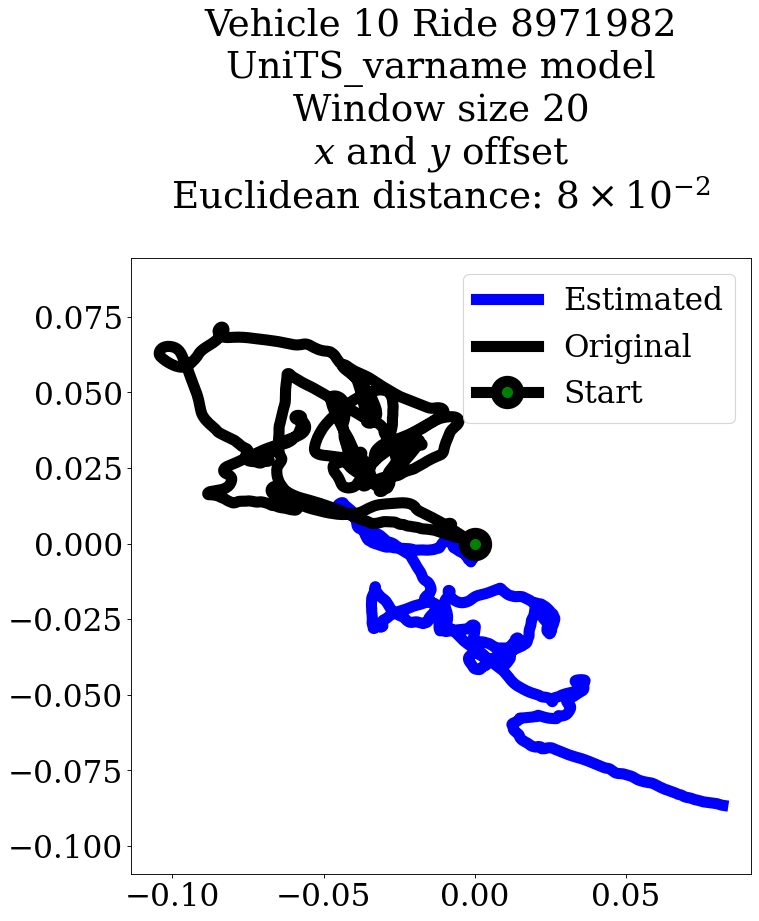 Vehicle 10 Ride 8971982
UniTS_varname model
Window size 20
x and y offset
Euclidean distance: 8 × 10⁻²
Estimated
Original
Start
0.075
0.050
0.025
0.000
−0.025
−0.050
−0.075
−0.100
−0.10 −0.05 0.00 0.05